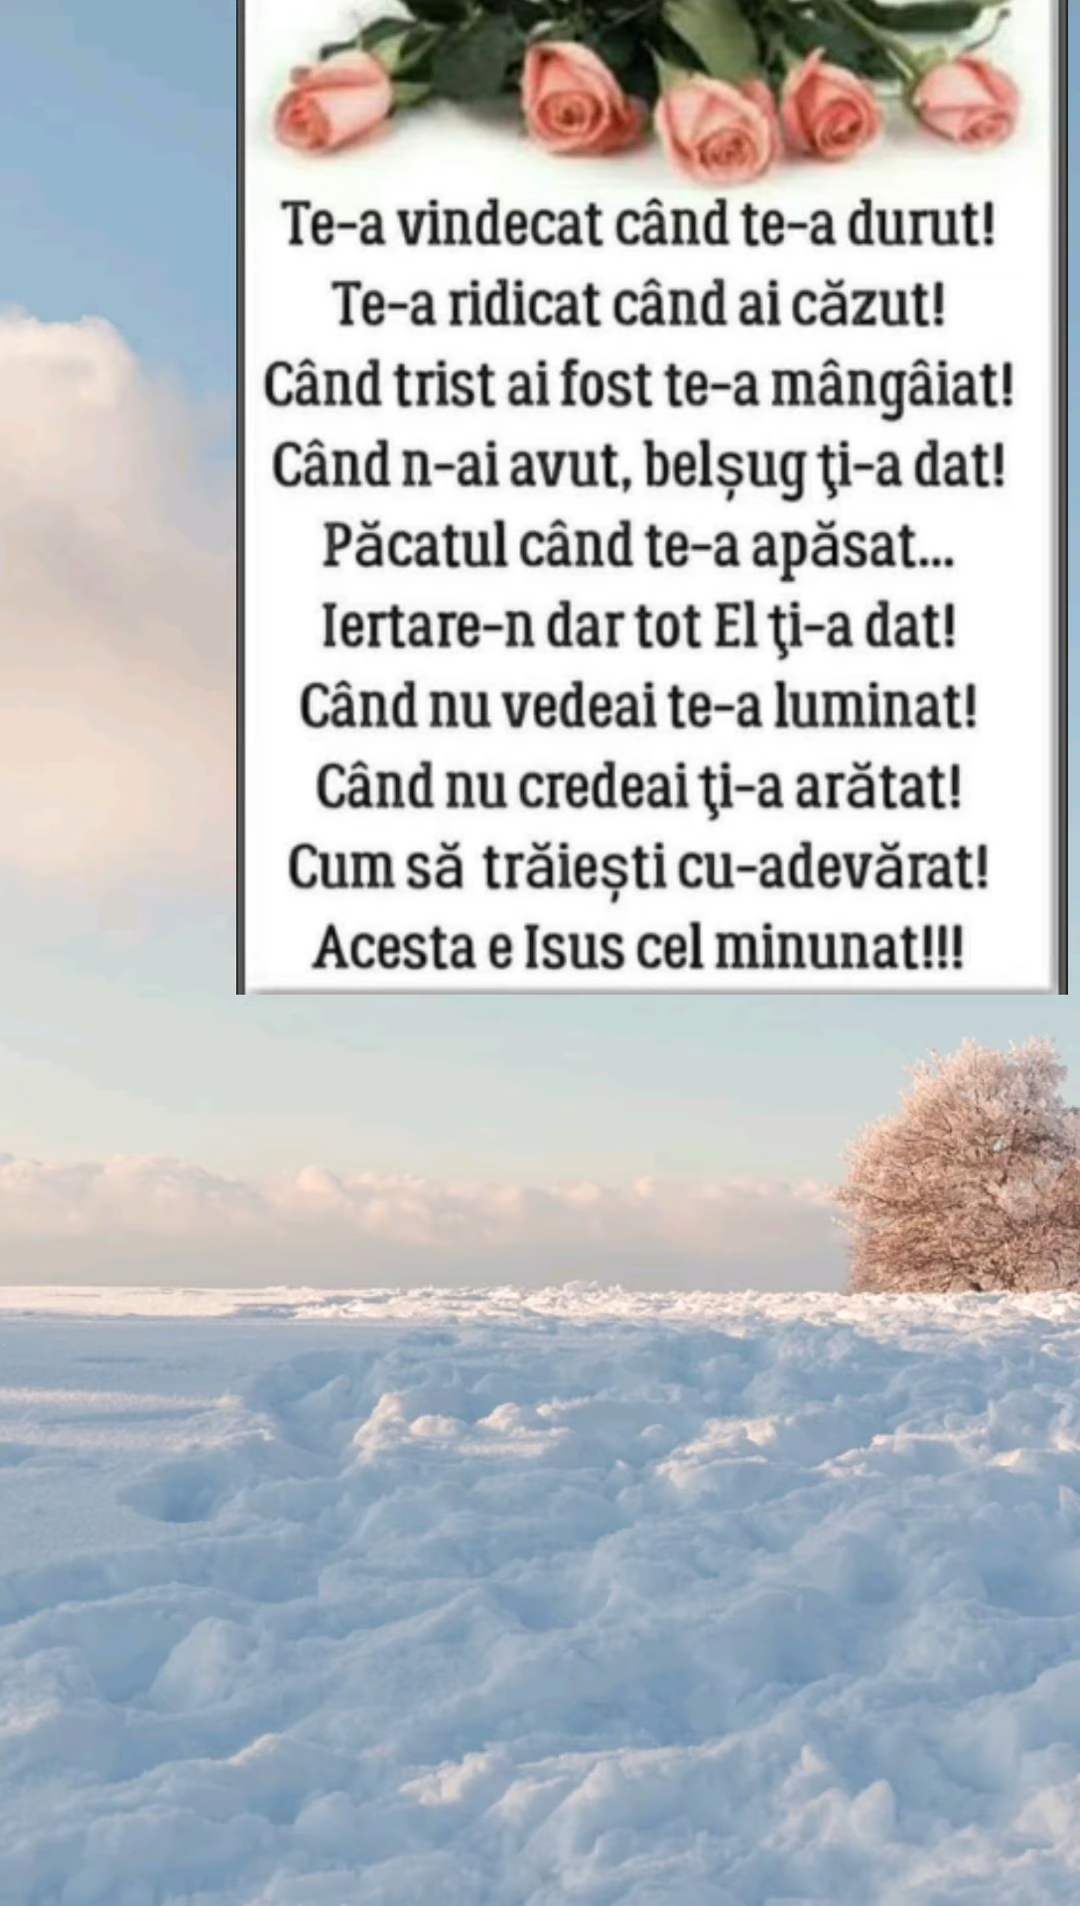 Te-a vindecat când te-a durut!
Te-a ridicat când ai căzut!
Când trist ai fost te-a mângâiat!
Când n-ai avut, belșug ţi-a dat!
Păcatul când te-a apăsat...
Iertare-n dar tot El ţi-a dat!
Când nu vedeai te-a luminat!
Când nu credeai ţi-a arătat!
Cum să trăiești cu-adevărat!
Acesta e Isus cel minunat!!!